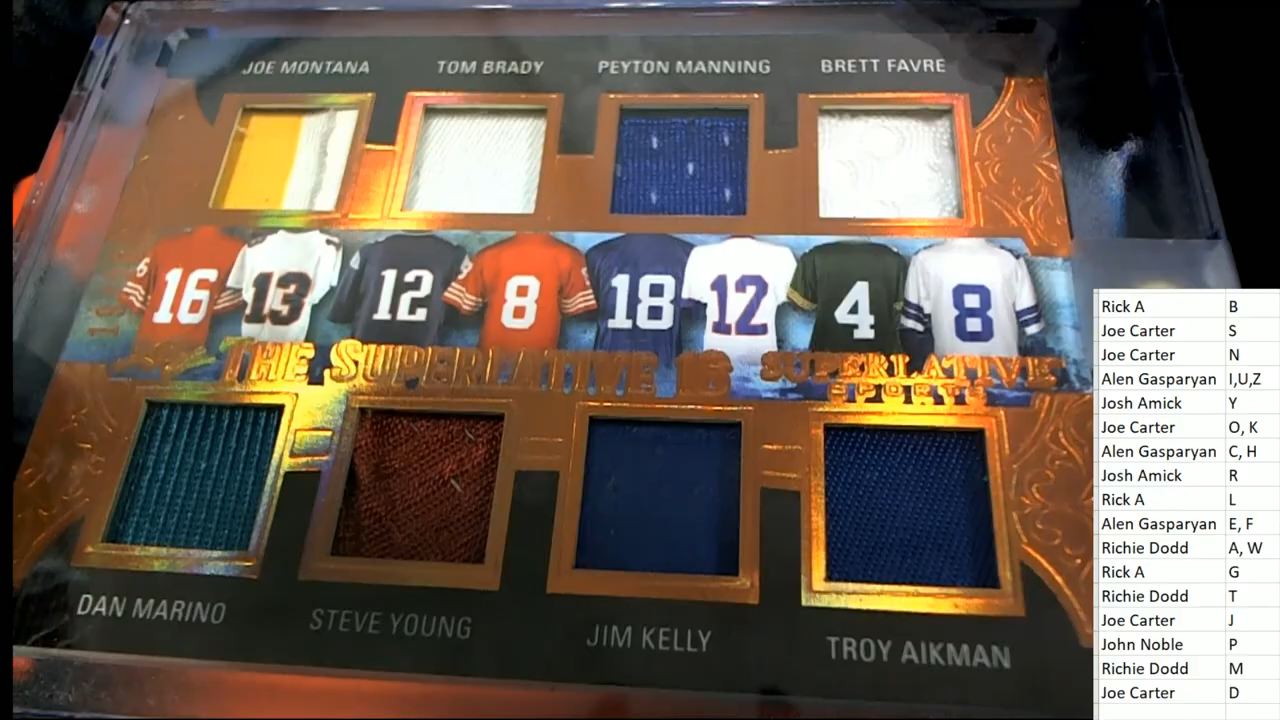 JOE MONTANA TOM BRADY PEYTON MANNING BRETT FAVRE
16 13 12 8 18 12 4 8
THE SUPERLATIVE 16 SUPERLATIVE
SPORTS
DAN MARINO STEVE YOUNG JIM KELLY TROY AIKMAN
Rick A B
Joe Carter S
Joe Carter N
Alen Gasparyan I,U,Z
Josh Amick Y
Joe Carter O, K
Alen Gasparyan C, H
Josh Amick R
Rick A L
Alen Gasparyan E, F
Richie Dodd A, W
Rick A G
Richie Dodd T
Joe Carter J
John Noble P
Richie Dodd M
Joe Carter D